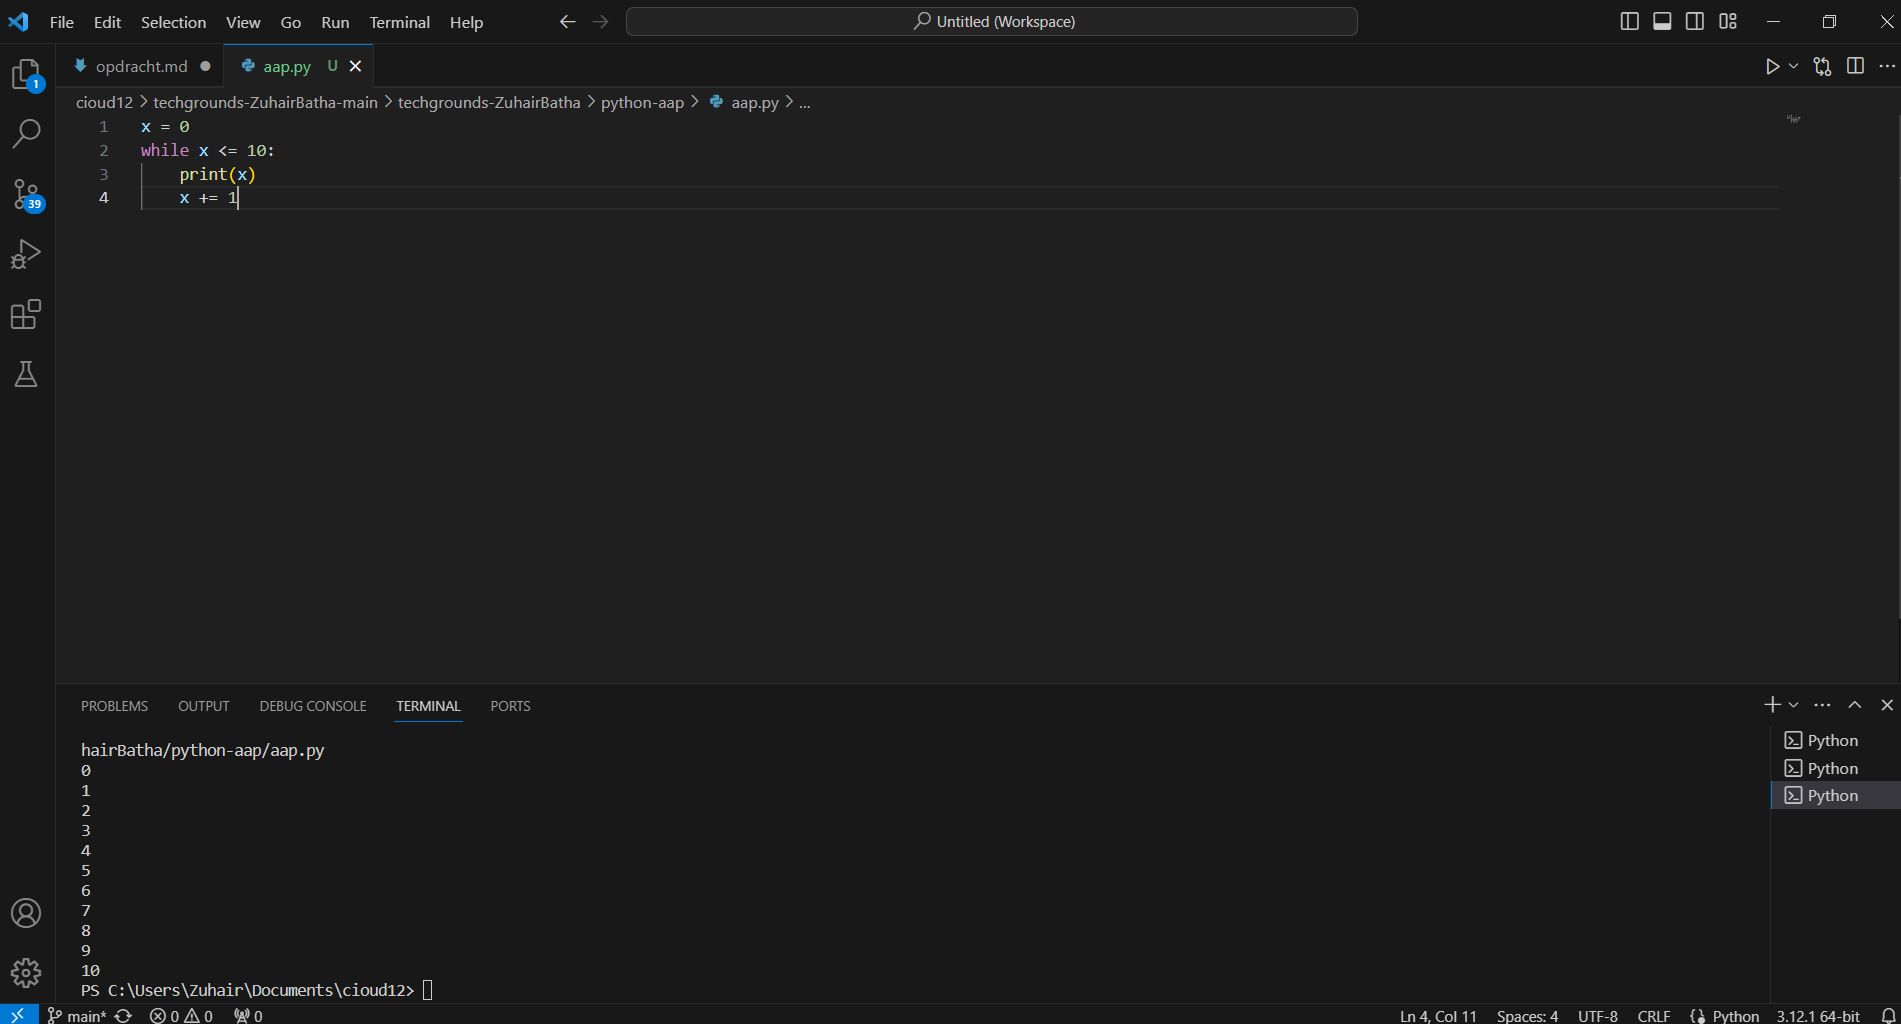 File Edit Selection View Go Run Terminal Help Untitled (Workspace)
opdracht.md aap.py U
cioud12 > techgrounds-ZuhairBatha-main > techgrounds-ZuhairBatha > python-aap > aap.py > ...
1 x = 0
2 while x <= 10:
3 print(x)
4 x += 1
1
39
PROBLEMS OUTPUT DEBUG CONSOLE TERMINAL PORTS
hairBatha/python-aap/aap.py
0
1
2
3
4
5
6
7
8
9
10
PS C:\Users\Zuhair\Documents\cioud12>
Python
Python
Python
main* 0 0 0 Ln 4, Col 11 Spaces: 4 UTF-8 CRLF Python 3.12.1 64-bit